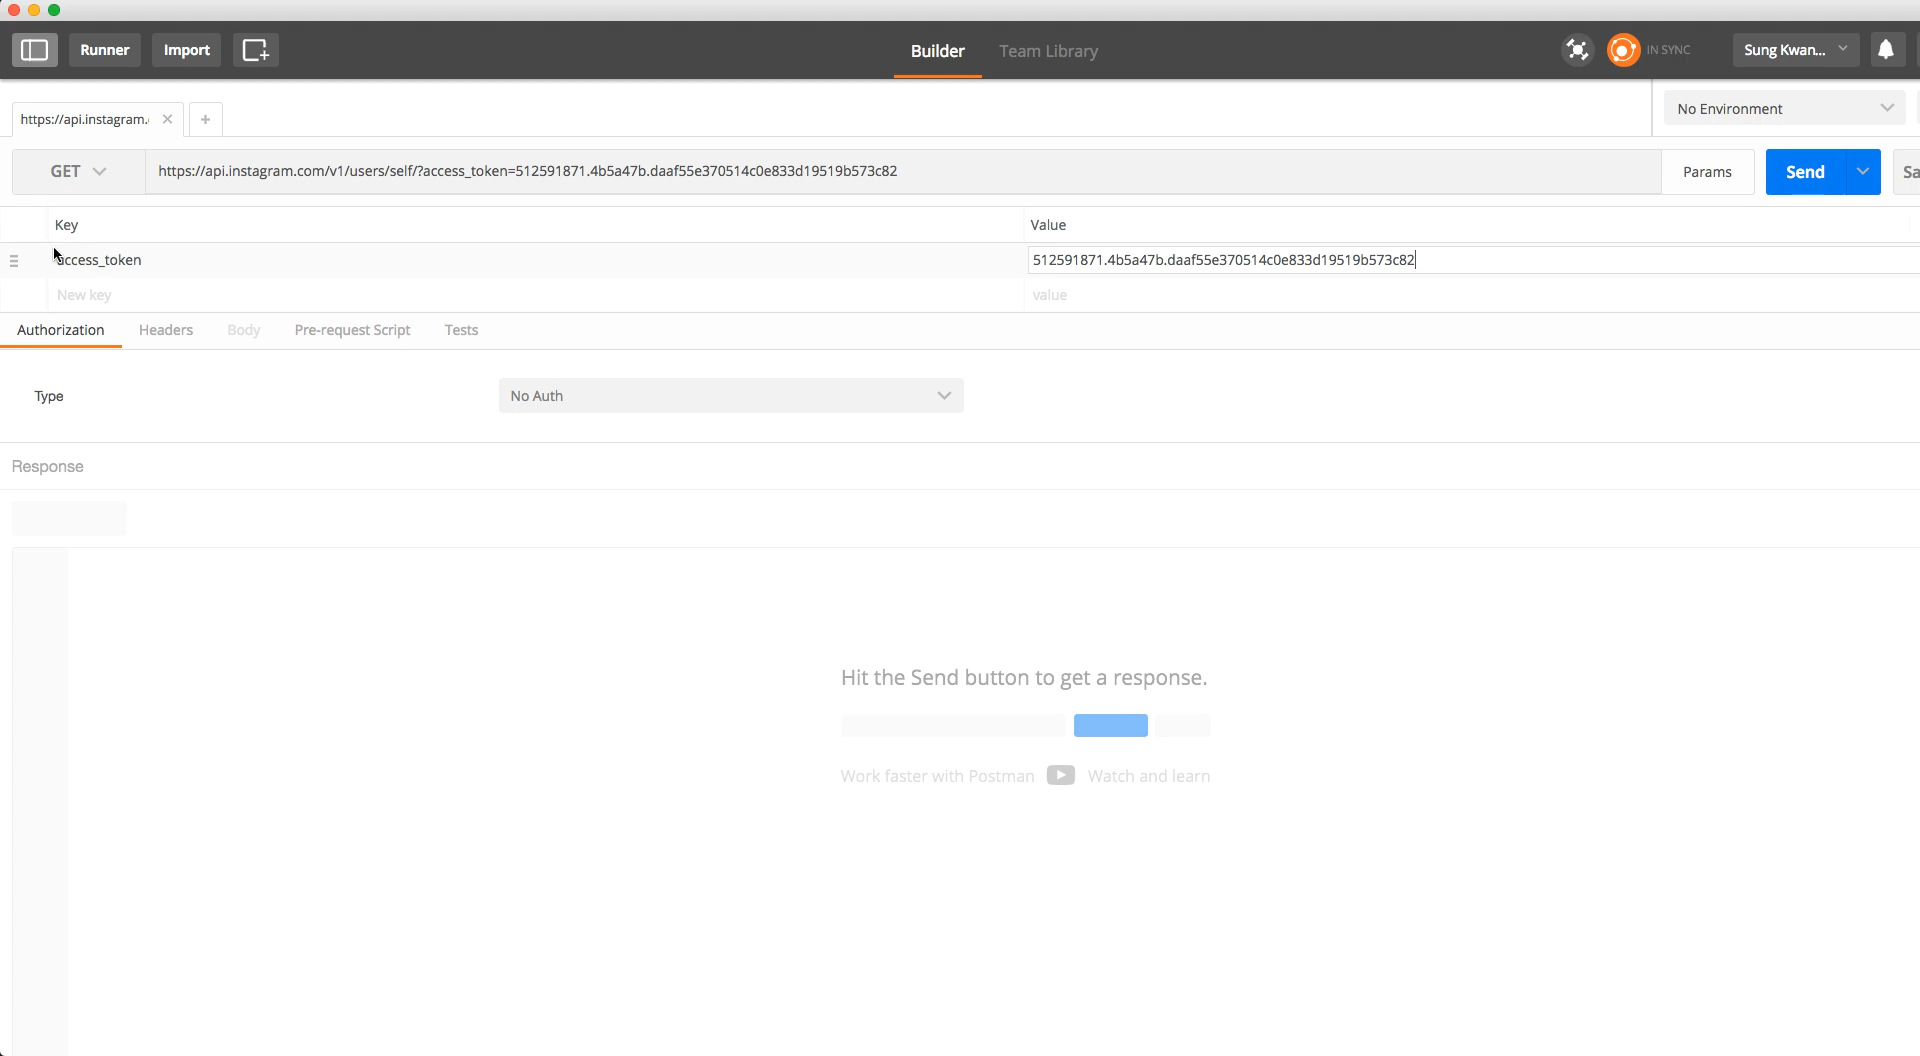 Runner Import Builder Team Library IN SYNC Sung Kwan...
https://api.instagram. No Environment
GET https://api.instagram.com/v1/users/self/?access_token=512591871.4b5a47b.daaf55e370514c0e833d19519b573c82 Params Send Sa
Key Value
access_token 512591871.4b5a47b.daaf55e370514c0e833d19519b573c82
New key value
Authorization Headers Body Pre-request Script Tests
Type No Auth
Response
Hit the Send button to get a response.
Work faster with Postman Watch and learn